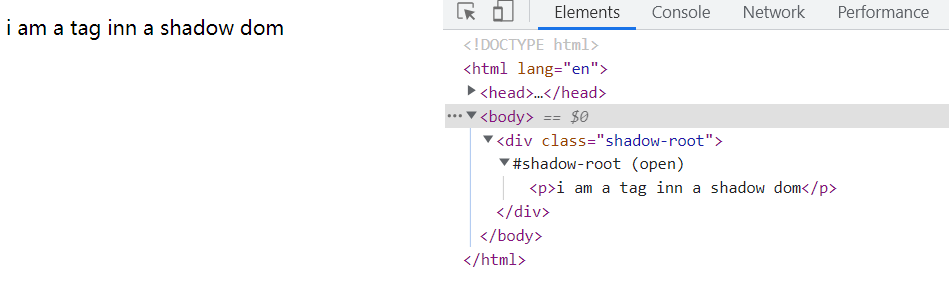 i am a tag inn a shadow dom
Elements Console Network Performance
<!DOCTYPE html>
<html lang="en">
<head>…</head>
<body> == $0
<div class="shadow-root">
#shadow-root (open)
<p>i am a tag inn a shadow dom</p>
</div>
</body>
</html>